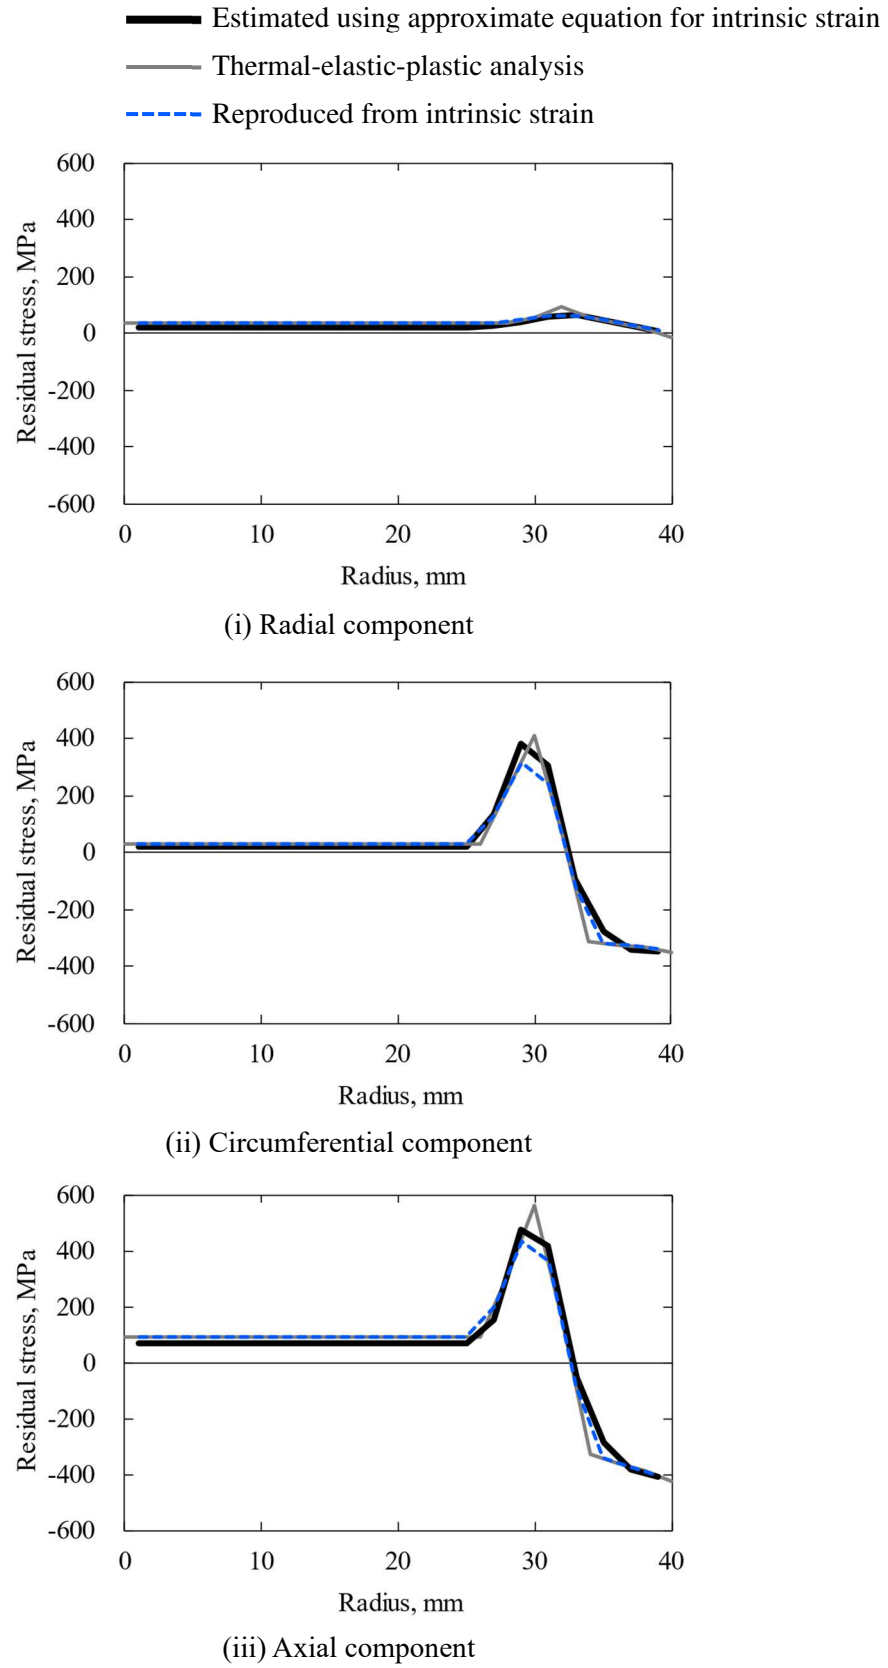 Estimated using approximate equation for intrinsic strain
Thermal-elastic-plastic analysis
Reproduced from intrinsic strain
600
400
200
0
-200
-400
-600
Residual stress, MPa
0 10 20 30 40
Radius, mm
(i) Radial component
600
400
200
0
-200
-400
-600
Residual stress, MPa
0 10 20 30 40
Radius, mm
(ii) Circumferential component
600
400
200
0
-200
-400
-600
Residual stress, MPa
0 10 20 30 40
Radius, mm
(iii) Axial component